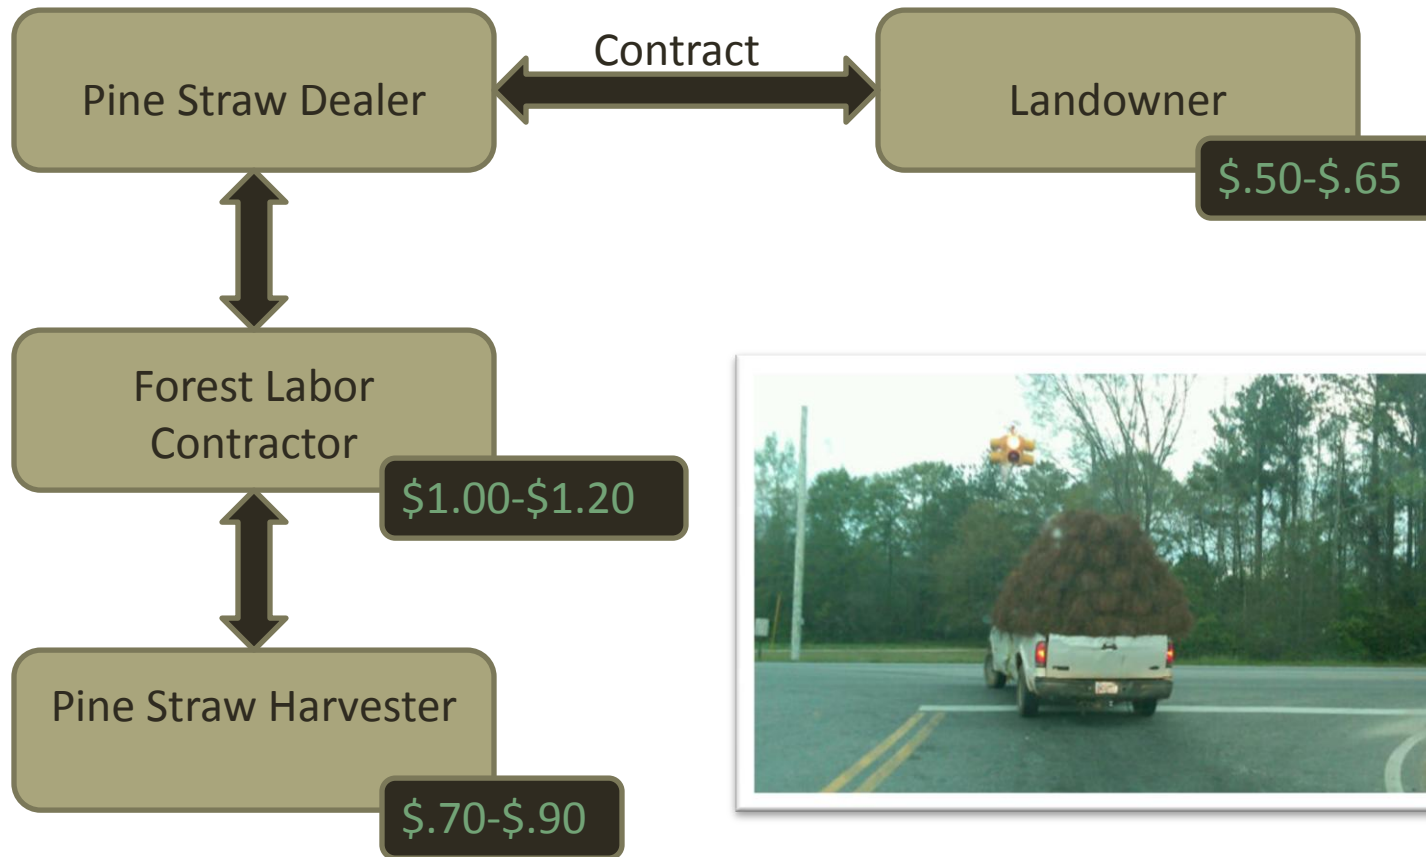 Contract
Pine Straw Dealer
Landowner
$.50-$.65
Forest Labor
Contractor
$1.00-$1.20
Pine Straw Harvester
$.70-$.90